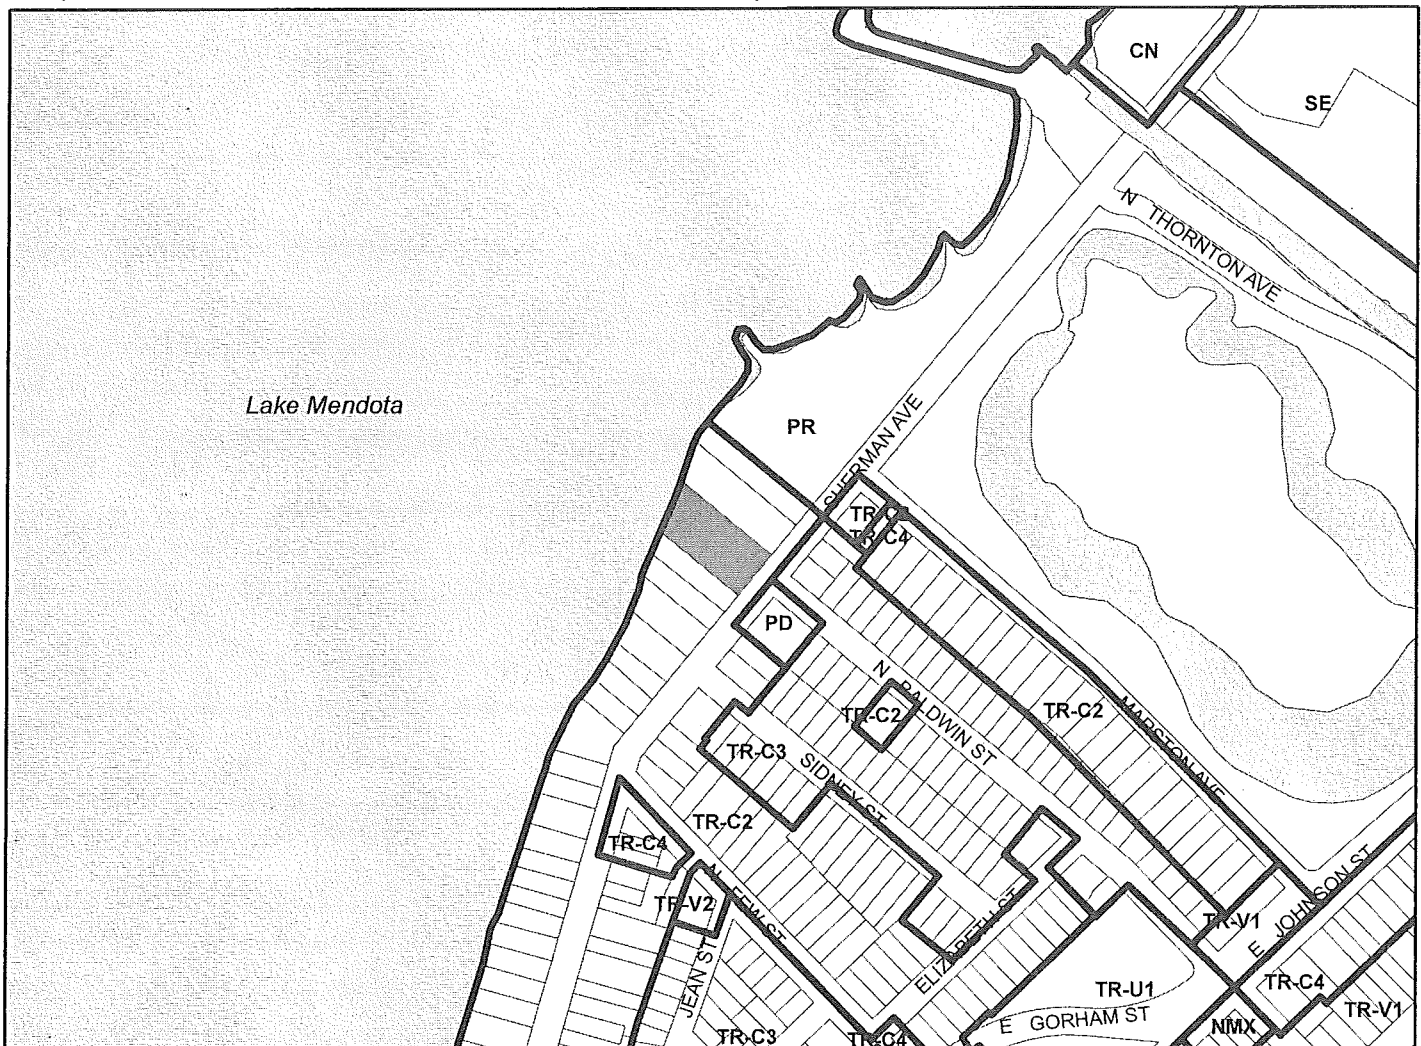 CN
SE
N THORNTON AVE
Lake Mendota
PR
SHERMAN AVE
TR-C4
PD
N BALDWIN ST
TR-C2
TR-C2
MARSTON AVE
TR-C3
SIDNEY ST
TR-C2
TR-C4
N FEW ST
TR-V2
JEAN ST
ELIZABETH ST
TR-V1
E JOHNSON ST
TR-U1
TR-C4
TR-V1
E GORHAM ST
NMX
TR-C3
TR-C4